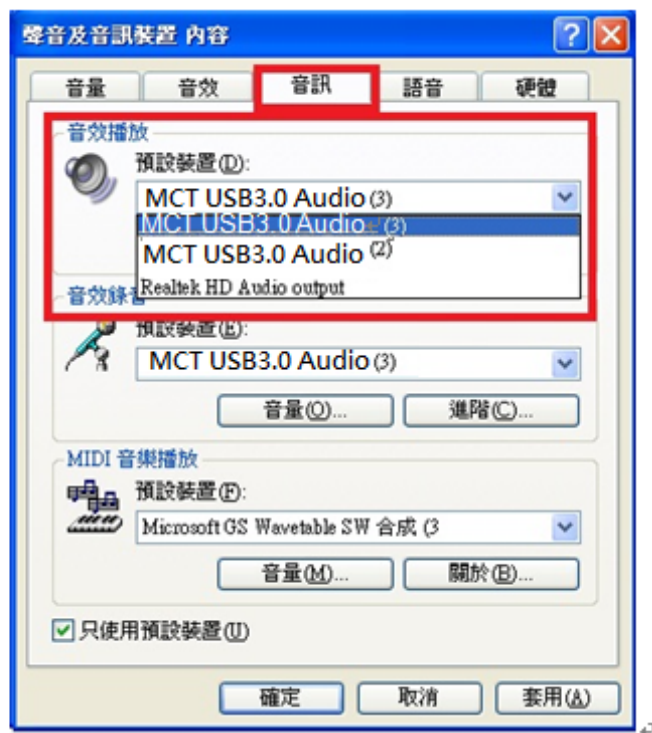 聲音及音訊裝置 內容
音量 音效 音訊 語音 硬體
音效播放
預設裝置(D):
MCT USB3.0 Audio (3)
MCT USB3.0 Audio (3)
MCT USB3.0 Audio (2)
Realtek HD Audio output
音效錄音
預設裝置(E):
MCT USB3.0 Audio (3)
音量(O)... 進階(C)...
MIDI 音樂播放
預設裝置(F):
Microsoft GS Wavetable SW 合成 (3
音量(M)... 關於(B)...
只使用預設裝置(U)
確定 取消 套用(A)